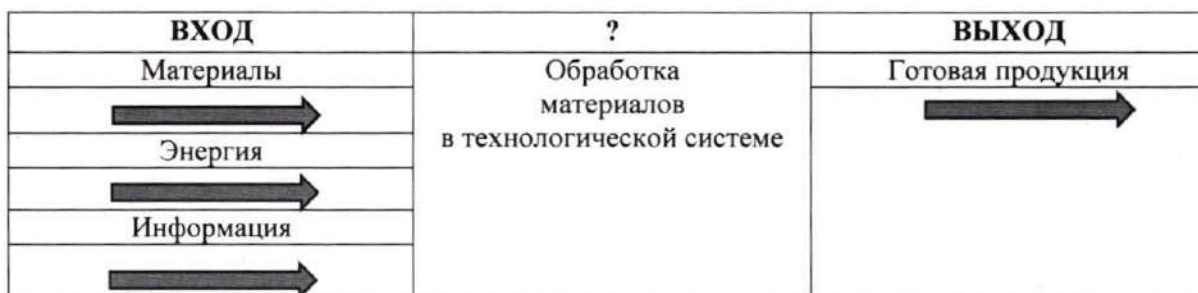 ВХОД ? ВЫХОД
Материалы Обработка Готовая продукция
материалов
Энергия в технологической системе
Информация